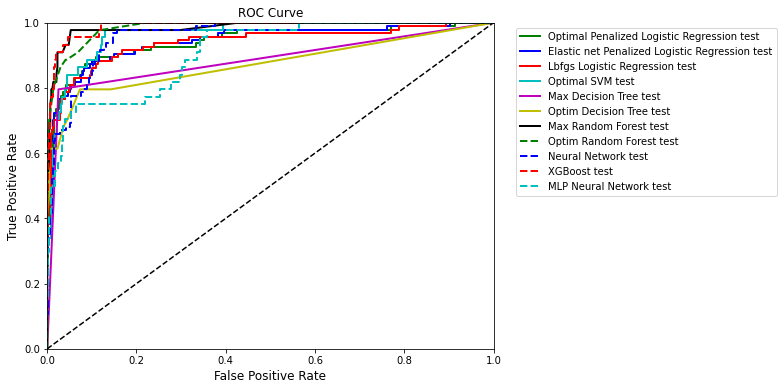 ROC Curve
True Positive Rate
1.0
0.8
0.6
0.4
0.2
0.0
0.0 0.2 0.4 0.6 0.8 1.0
False Positive Rate
Optimal Penalized Logistic Regression test
Elastic net Penalized Logistic Regression test
Lbfgs Logistic Regression test
Optimal SVM test
Max Decision Tree test
Optim Decision Tree test
Max Random Forest test
Optim Random Forest test
Neural Network test
XGBoost test
MLP Neural Network test